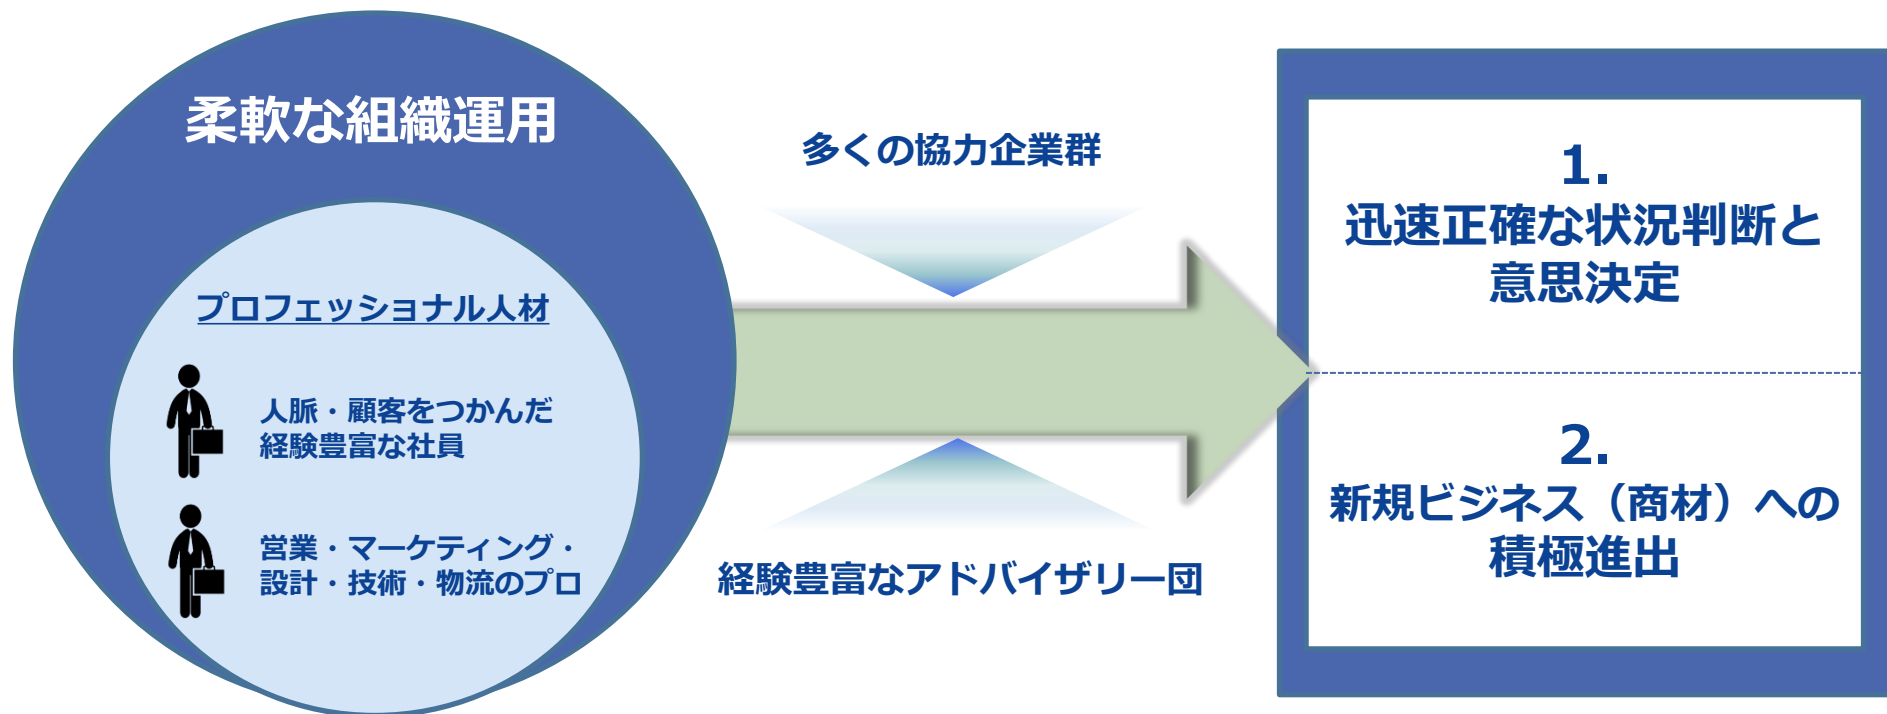 柔軟な組織運用
プロフェッショナル人材
人脈・顧客をつかんだ
経験豊富な社員
営業・マーケティング・
設計・技術・物流のプロ
多くの協力企業群
経験豊富なアドバイザリー団
1.
迅速正確な状況判断と
意思決定
2.
新規ビジネス（商材）への
積極進出